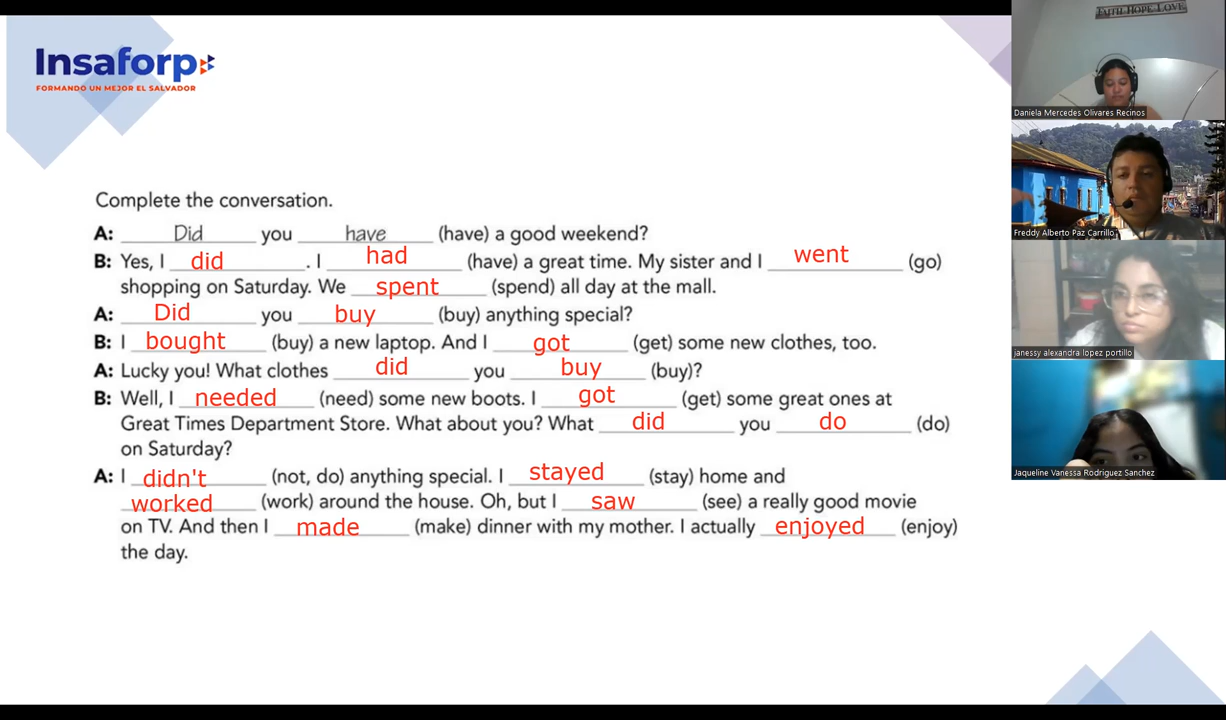 Insaforp
FORMANDO UN MEJOR EL SALVADOR
Complete the conversation.
A: Did you have (have) a good weekend?
B: Yes, I did . I had (have) a great time. My sister and I went (go)
shopping on Saturday. We spent (spend) all day at the mall.
A: Did you buy (buy) anything special?
B: I bought (buy) a new laptop. And I got (get) some new clothes, too.
A: Lucky you! What clothes did you buy (buy)?
B: Well, I needed (need) some new boots. I got (get) some great ones at
Great Times Department Store. What about you? What did you do (do)
on Saturday?
A: I didn't (not, do) anything special. I stayed (stay) home and
worked (work) around the house. Oh, but I saw (see) a really good movie
on TV. And then I made (make) dinner with my mother. I actually enjoyed (enjoy)
the day.
FAITH HOPE LOVE
Daniela Mercedes Olivares Recinos
Freddy Alberto Paz Carrillo
janessy alexandra lopez portillo
Jaqueline Vanessa Rodriguez Sanchez